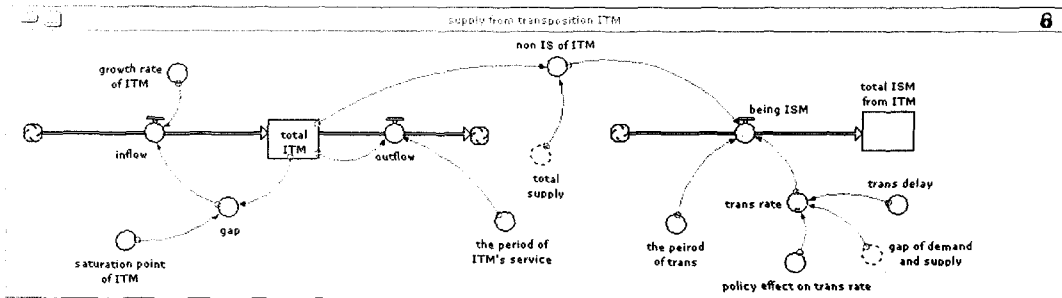 supply from transposition ITM
8
non IS of ITM
growth rate
of ITM
being ISM
total ISM
from ITM
total
ITM
inflow
outflow
total
supply
trans delay
trans rate
gap
the period of
ITM's service
the peirod
of trans
gap of demand
and supply
saturation point
of ITM
policy effect on trans rate